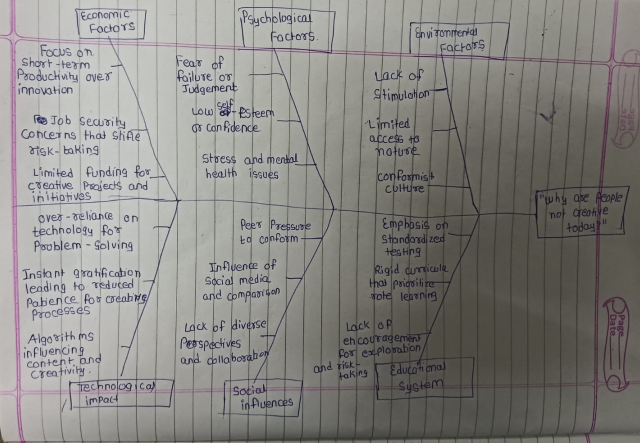 Economic
Factors
Focus on
short-term
Productivity over
innovation
Job security
concerns that stifle
risk-taking
Limited funding for
creative Projects and
initiatives
Psychological
Factors.
Fear of
failure or
Judgement
Low self-Esteem
or confidence
Stress and mental
health issues
Environmental
Factors
Lack of
Stimulation
Limited
access to
nature
Conformist
culture
"Why are People
not creative
today?"
over-reliance on
technology for
Problem-Solving
Instant gratification
leading to reduced
Patience for creative
Processes
Algorithms
influencing
content and
Creativity.
Technological
impact
Peer Pressure
to conform
Influence of
Social media
and comparison
Lack of diverse
Perspectives
and collaboration
Social
influences
Emphasis on
standardized
testing
Rigid curricula
that prioritize
rote learning
Lack of
encouragement
for exploration
and risk-
taking
Educational
System
Page
Date